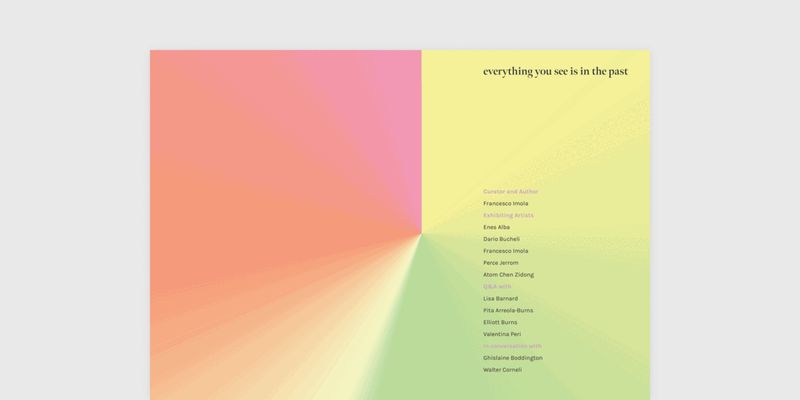 everything you see is in the past
Curator and Author
Francesco Imola
Exhibiting Artists
Enes Alba
Dario Bucheli
Francesco Imola
Perce Jerrom
Atom Chen Zidong
Q&A with
Lisa Barnard
Pita Arreola-Burns
Elliott Burns
Valentina Peri
In conversation with
Ghislaine Boddington
Walter Corneli